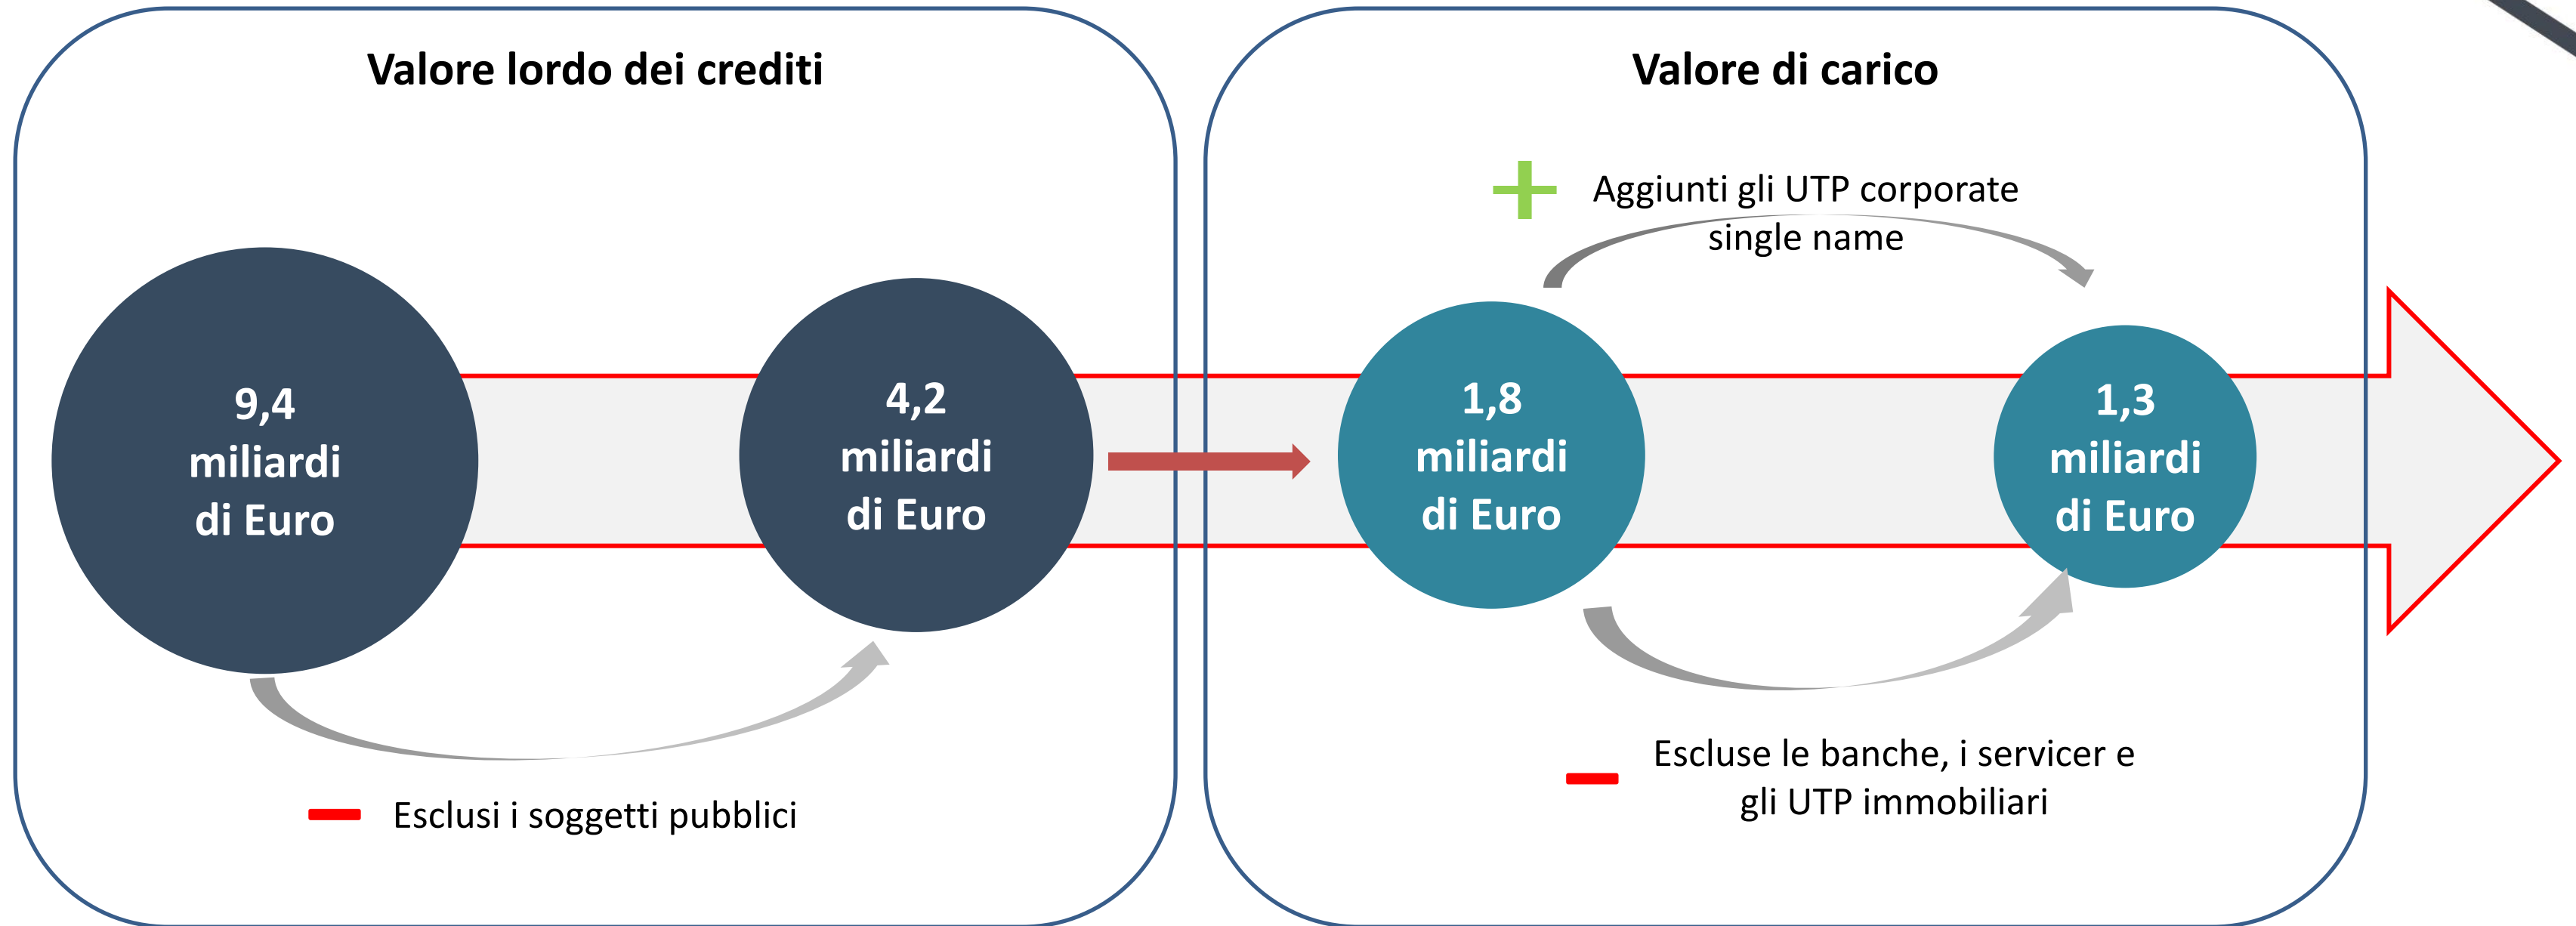 Valore lordo dei crediti
9,4
miliardi
di Euro
4,2
miliardi
di Euro
Esclusi i soggetti pubblici
Valore di carico
Aggiunti gli UTP corporate
single name
1,8
miliardi
di Euro
1,3
miliardi
di Euro
Escluse le banche, i servicer e
gli UTP immobiliari